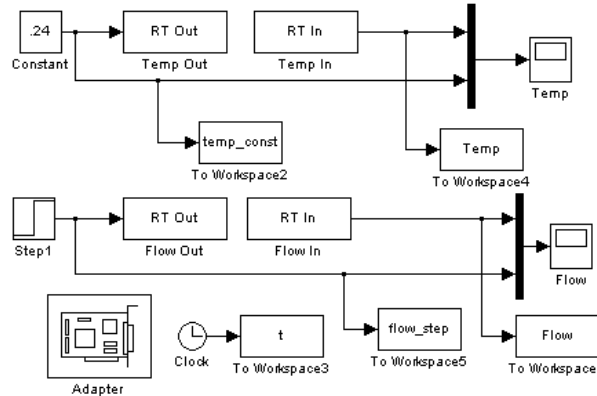 .24
RT Out
RT In
Constant
Temp Out
Temp In
Temp
temp_const
Temp
To Workspace2
To Workspace4
RT Out
RT In
Step1
Flow Out
Flow In
Flow
t
flow_step
Flow
Clock
To Workspace3
To Workspace5
To Workspace
Adapter